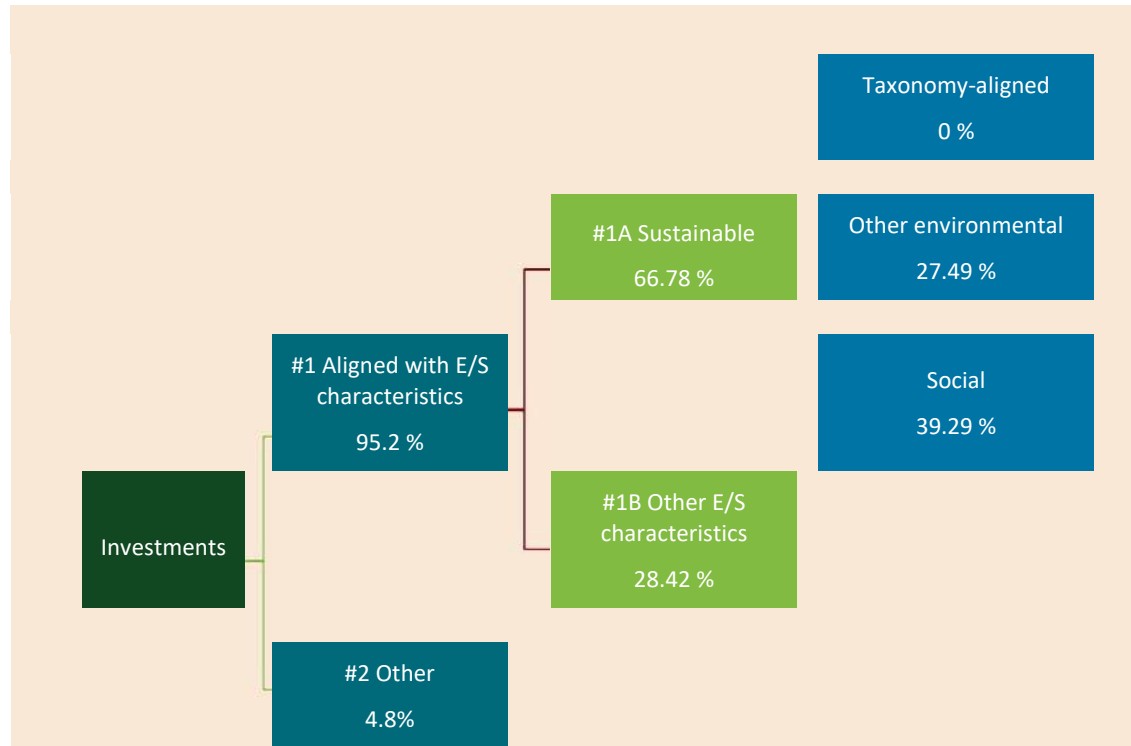 Taxonomy-aligned
0 %
#1A Sustainable
66.78 %
Other environmental
27.49 %
#1 Aligned with E/S
characteristics
95.2 %
Social
39.29 %
Investments
#1B Other E/S
characteristics
28.42 %
#2 Other
4.8%